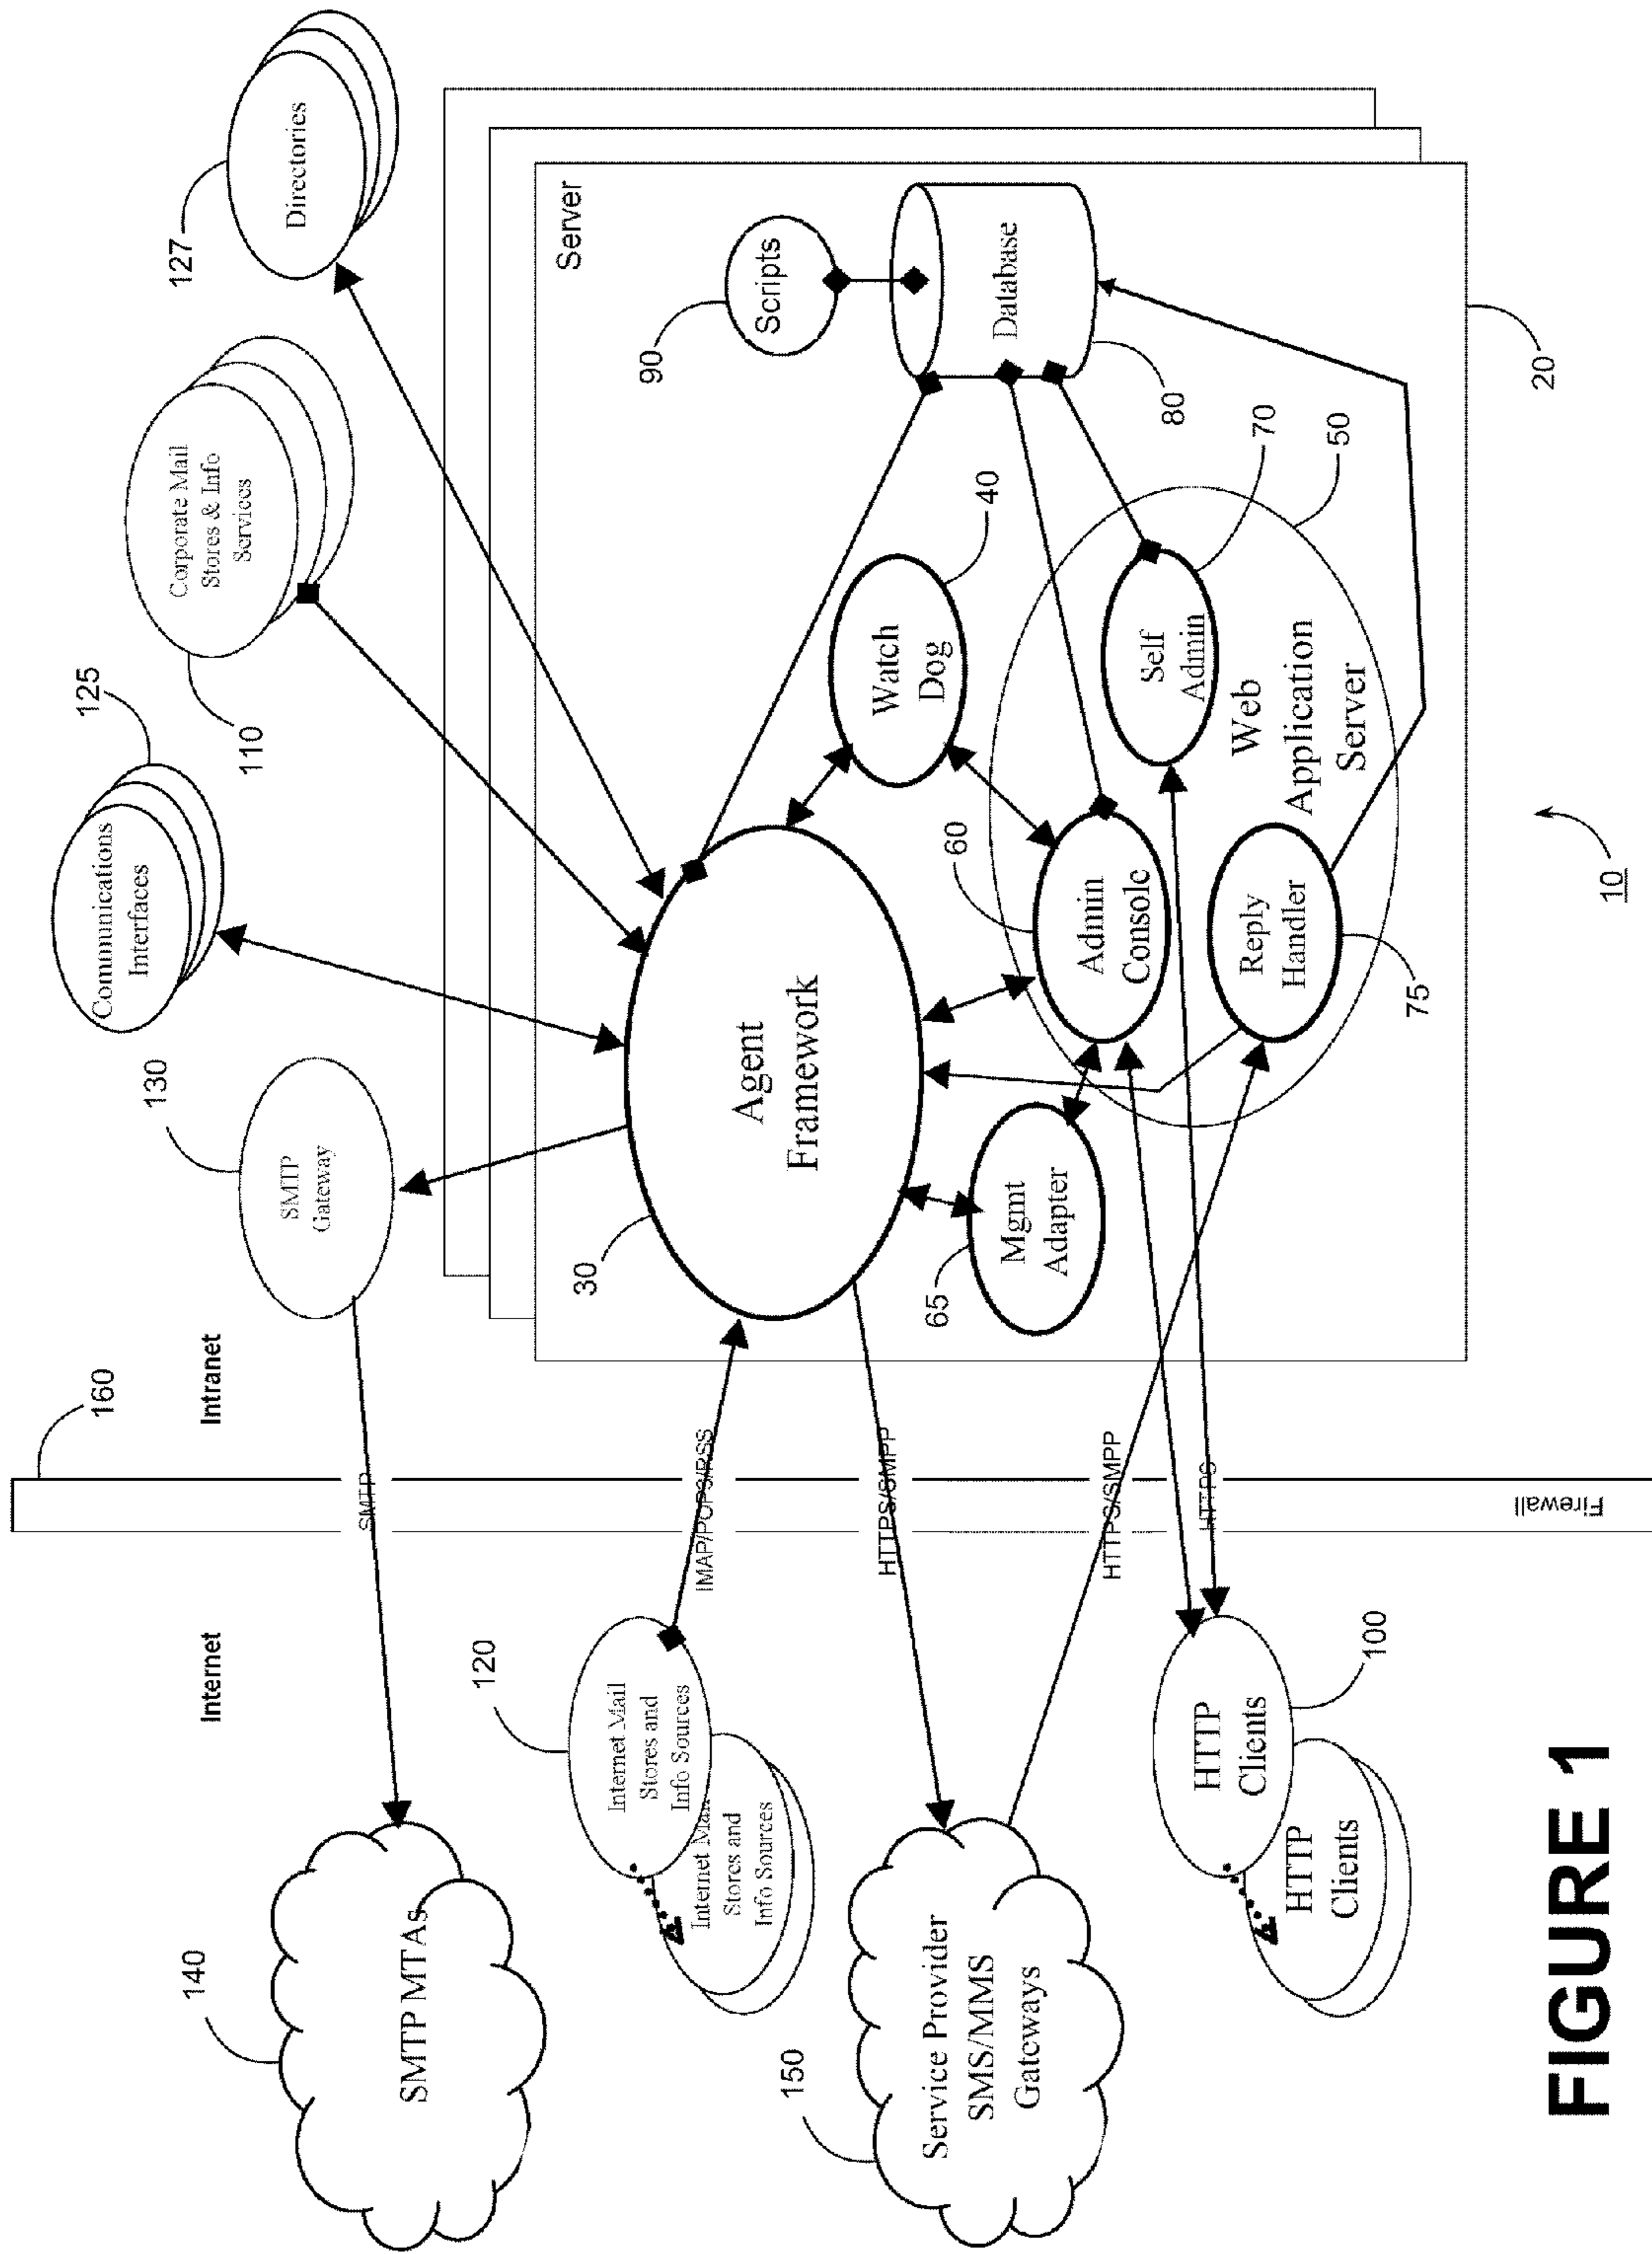 Internet
Intranet
160
140
SMTP MTAs
SMTP
130
SMTP
Gateway
125
Communications
Interfaces
110
Corporate Mail
Stores & Info
Services
127
Directories
120
Internet Mail
Stores and
Info Sources
Internet Mail
Stores and
Info Sources
IMAP/POP3/RSS
30
Agent
Framework
Server
90
Scripts
Database
80
40
Watch
Dog
150
Service Provider
SMS/MMS
Gateways
HTTPS/SMPP
HTTPS/SMPP
65
Mgmt
Adapter
60
Admin
Console
70
Self
Admin
50
Web
Application
Server
Reply
Handler
75
HTTPS
HTTP
Clients
HTTP
Clients
100
Firewall
20
10
FIGURE 1